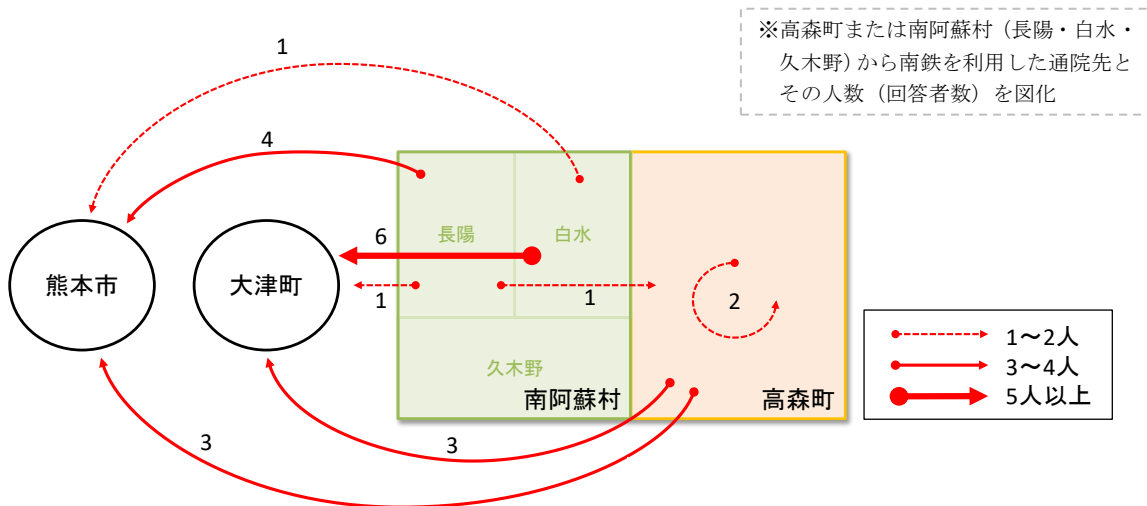 ※高森町または南阿蘇村（長陽・白水・
久木野）から南鉄を利用した通院先と
その人数（回答者数）を図化
1
4
6
長陽
白水
熊本市
大津町
1
1
2
久木野
南阿蘇村
高森町
3
3
1～2人
3～4人
5人以上